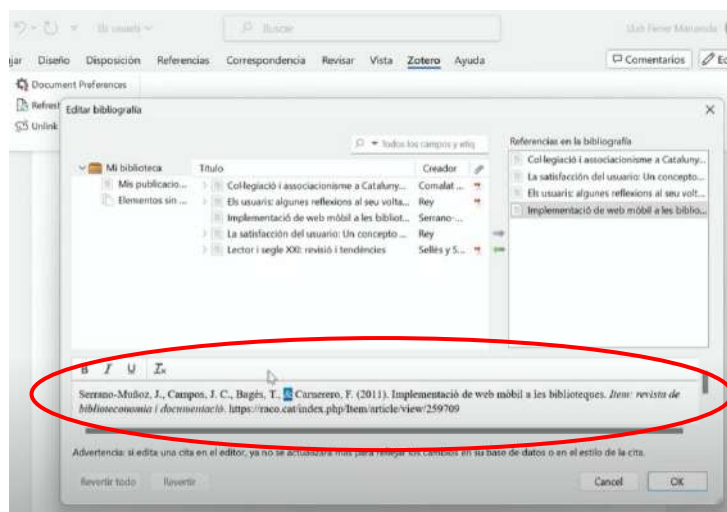 Buscar
Diseño Disposición Referencias Correspondencia Revisar Vista Zotero Ayuda Comentarios
Document Preferences
Refresh
Unlink
Editar bibliografía
Todos los campos y etiq
Referencias en la bibliografía
Mi biblioteca
Mis publicacio...
Elementos sin ...
Título Creador
Col·legiació i associacionisme a Cataluny... Comalat ...
Els usuaris: algunes reflexions al seu volta... Rey
Implementació de web mòbil a les bibliot... Serrano-...
La satisfacción del usuario: Un concepto ... Rey
Lector i segle XXI: revisió i tendències Sellés y S...
Col·legiació i associacionisme a Cataluny...
La satisfacción del usuario: Un concepto...
Els usuaris: algunes reflexions al seu volt...
Implementació de web mòbil a les biblio...
B I U
Serrano-Muñoz, J., Campos, J. C., Bagés, T., & Carnerero, F. (2011). Implementació de web mòbil a les biblioteques. Item: revista de
biblioteconomia i documentació. https://raco.cat/index.php/Item/article/view/259709
Advertencia: si edita una cita en el editor, ya no se actualizará más para reflejar los cambios en su base de datos o en el estilo de la cita.
Revertir todo Revertir Cancel OK